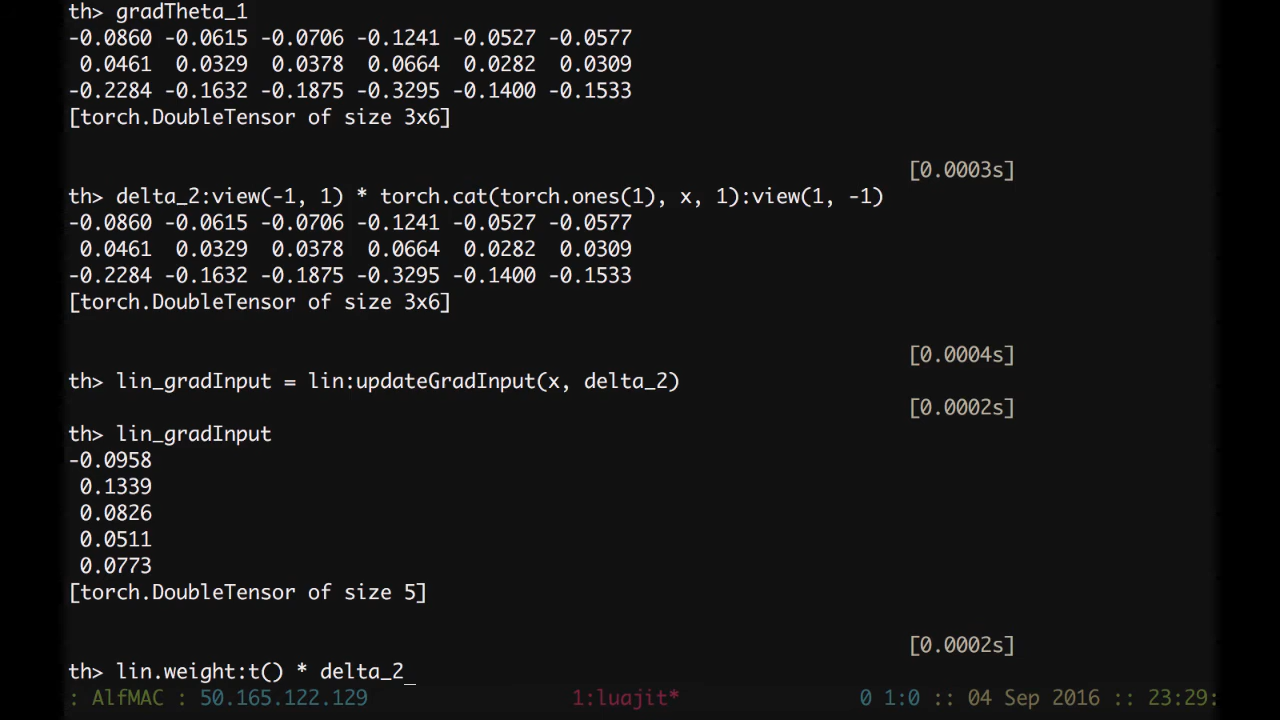 th> gradTheta_1
-0.0860 -0.0615 -0.0706 -0.1241 -0.0527 -0.0577
0.0461 0.0329 0.0378 0.0664 0.0282 0.0309
-0.2284 -0.1632 -0.1875 -0.3295 -0.1400 -0.1533
[torch.DoubleTensor of size 3x6]
[0.0003s]
th> delta_2:view(-1, 1) * torch.cat(torch.ones(1), x, 1):view(1, -1)
-0.0860 -0.0615 -0.0706 -0.1241 -0.0527 -0.0577
0.0461 0.0329 0.0378 0.0664 0.0282 0.0309
-0.2284 -0.1632 -0.1875 -0.3295 -0.1400 -0.1533
[torch.DoubleTensor of size 3x6]
[0.0004s]
th> lin_gradInput = lin:updateGradInput(x, delta_2)
[0.0002s]
th> lin_gradInput
-0.0958
0.1339
0.0826
0.0511
0.0773
[torch.DoubleTensor of size 5]
[0.0002s]
th> lin.weight:t() * delta_2_
: AlfMAC : 50.165.122.129 1:luajit* 0 1:0 :: 04 Sep 2016 :: 23:29: